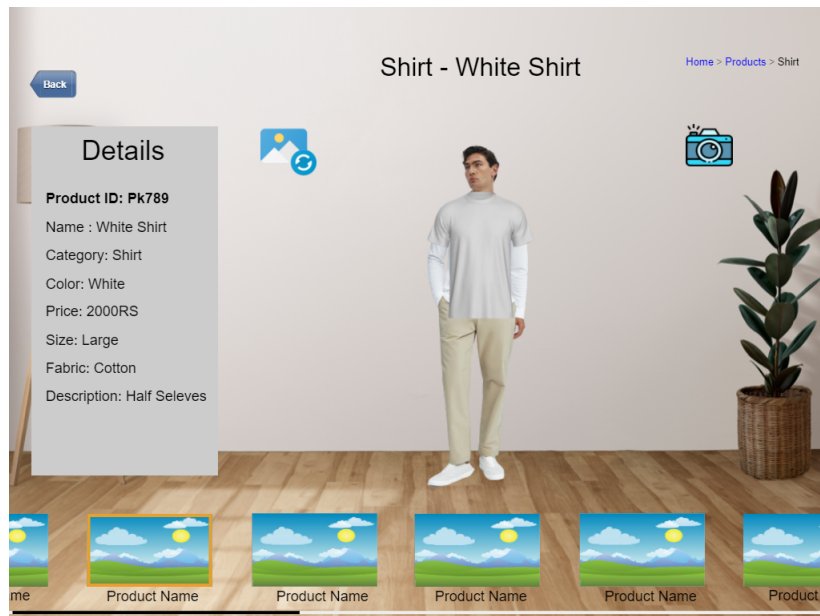 Shirt - White Shirt
Home > Products > Shirt
Back
Details
Product ID: Pk789
Name : White Shirt
Category: Shirt
Color: White
Price: 2000RS
Size: Large
Fabric: Cotton
Description: Half Seleves
me
Product Name
Product Name
Product Name
Product Name
Product